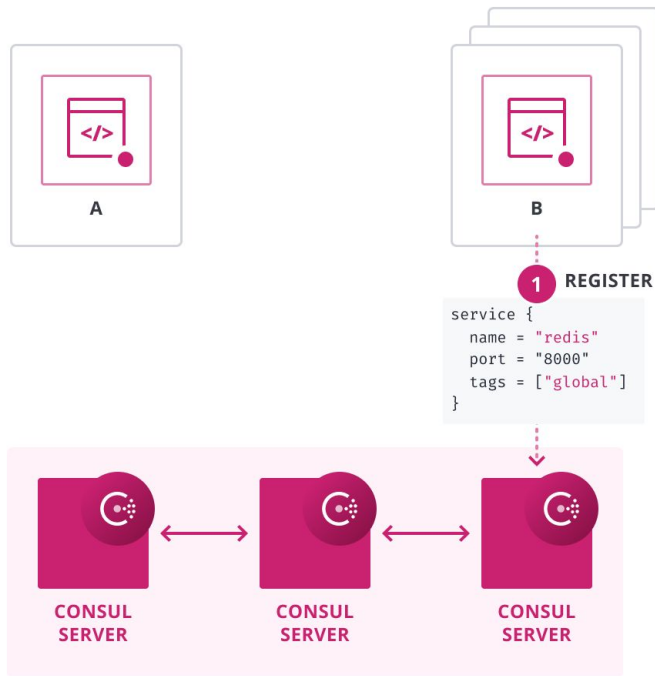 A
B
1 REGISTER
service {
  name = "redis"
  port = "8000"
  tags = ["global"]
}
</>
</>
CONSUL
SERVER
CONSUL
SERVER
CONSUL
SERVER